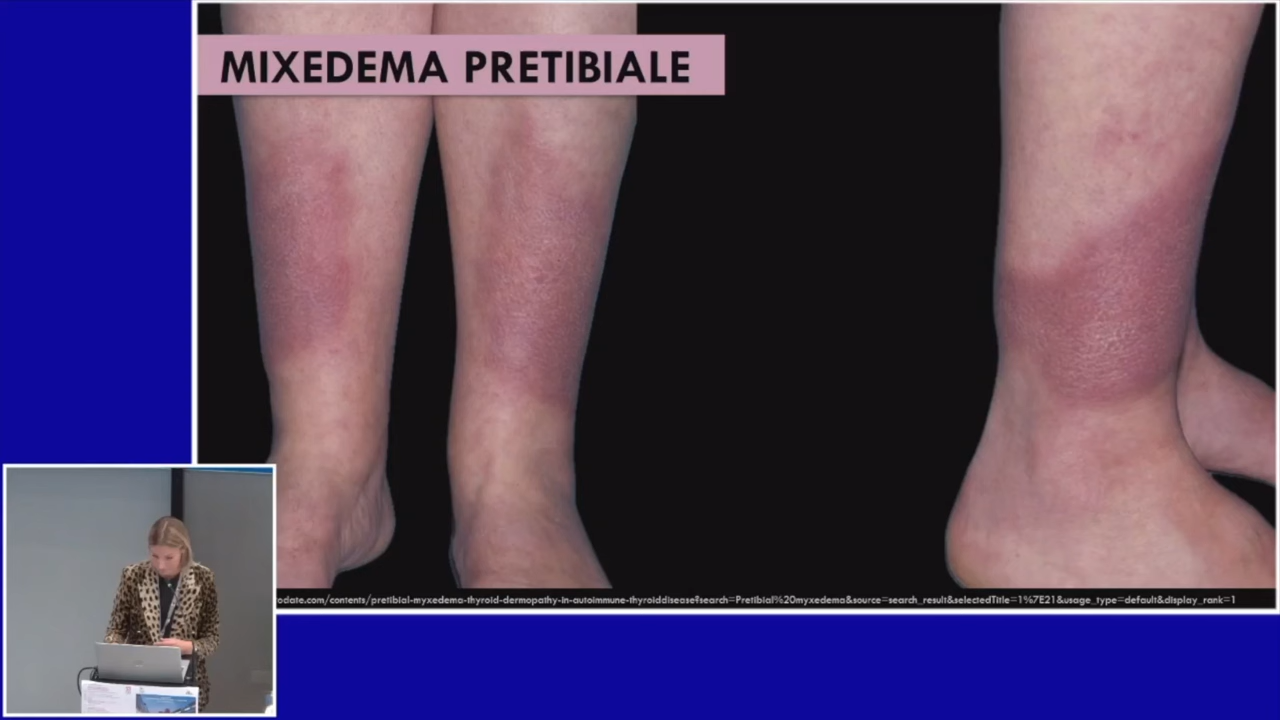 MIXEDEMA PRETIBIALE
odate.com/contents/pretibial-myxedema-thyroid-dermopathy-in-autoimmune-thyroiddisease?search=Pretibial%20myxedema&source=search_result&selectedTitle=1%7E21&usage_type=default&display_rank=1